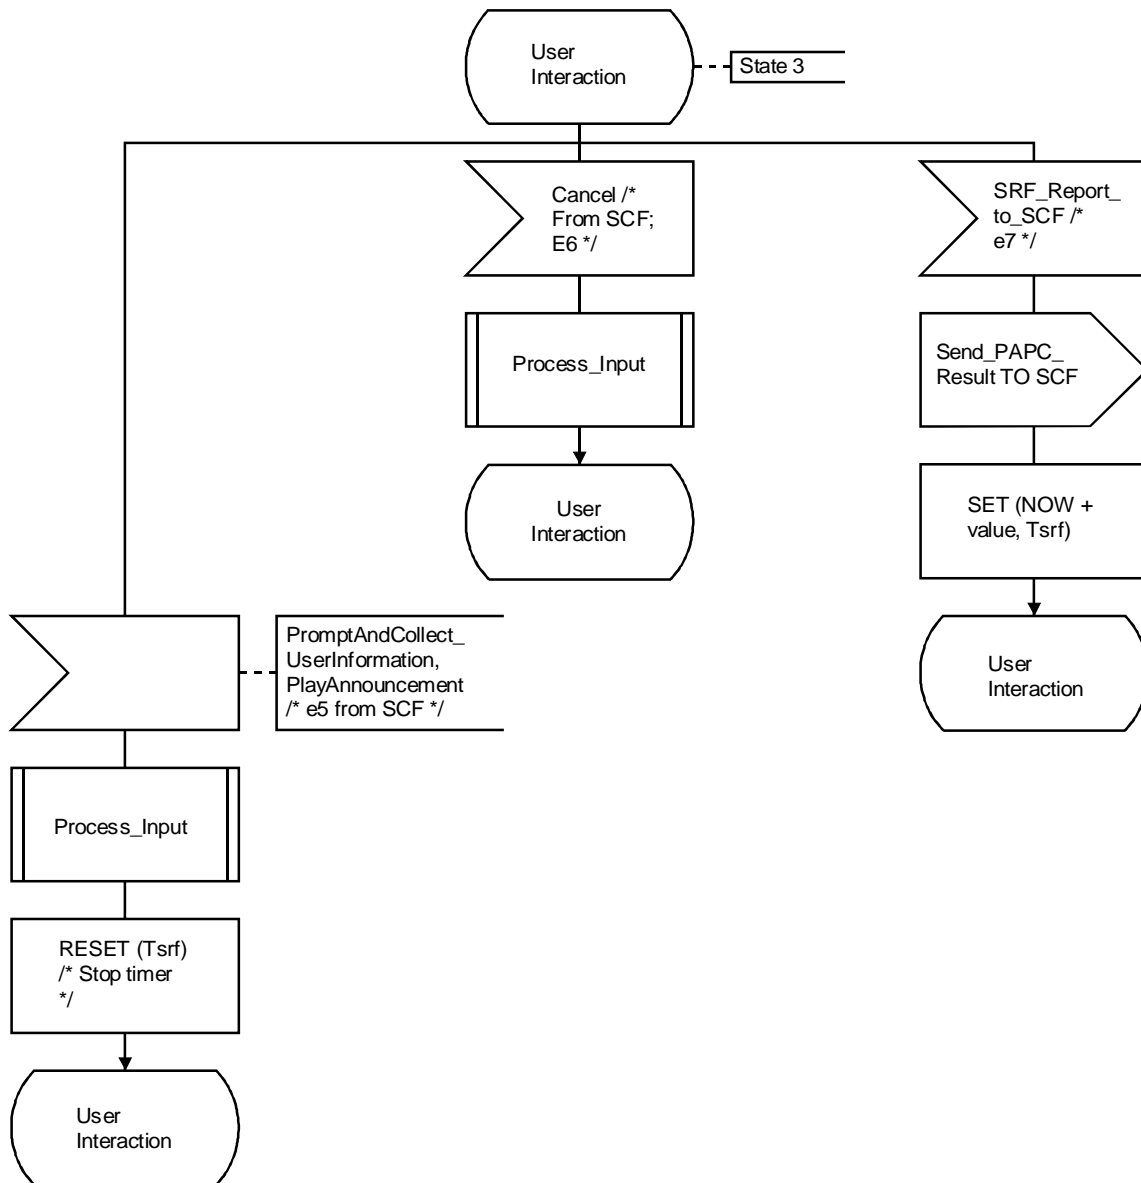 User
Interaction
State 3
Cancel /*
From SCF;
E6 */
SRF_Report_
to_SCF /*
e7 */
Process_Input
Send_PAPC_
Result TO SCF
User
Interaction
SET (NOW +
value, Tsrf)
PromptAndCollect_
UserInformation,
PlayAnnouncement
/* e5 from SCF */
User
Interaction
Process_Input
RESET (Tsrf)
/* Stop timer
*/
User
Interaction